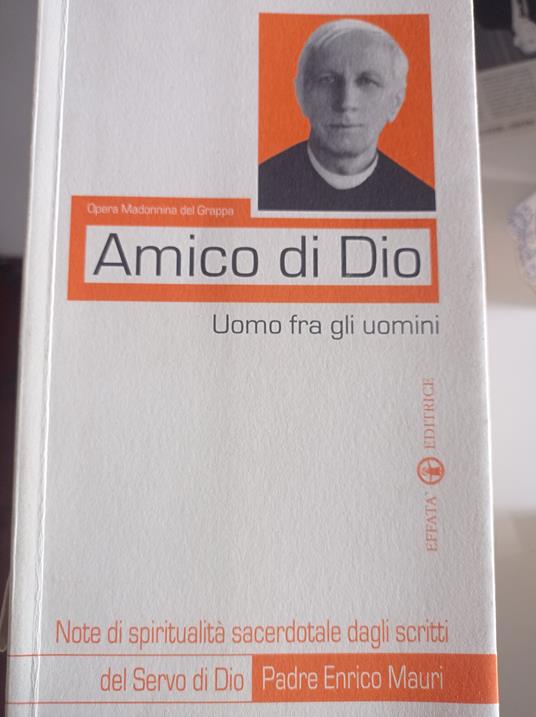 Opera Madonnina del Grappa
Amico di Dio
Uomo fra gli uomini
EFFATA' EDITRICE
Note di spiritualità sacerdotale dagli scritti
del Servo di Dio Padre Enrico Mauri